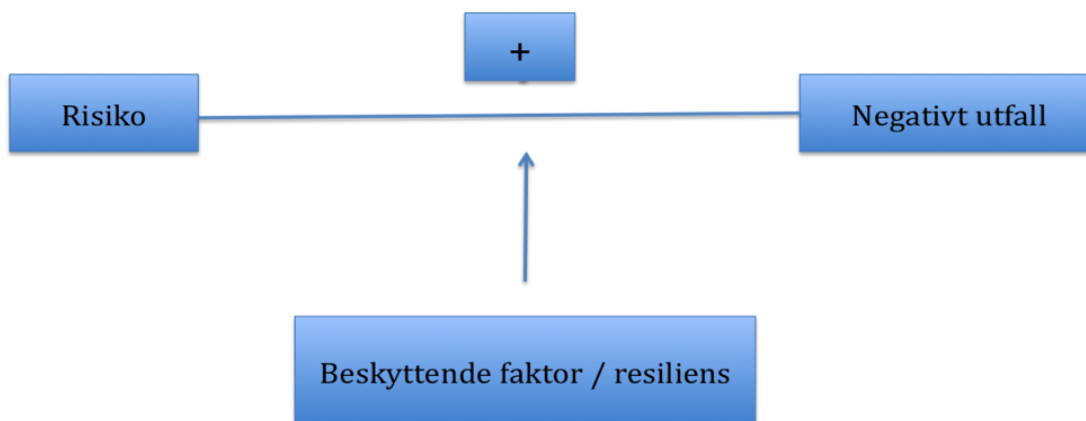 +
Risiko
Negativt utfall
Beskyttende faktor / resiliens